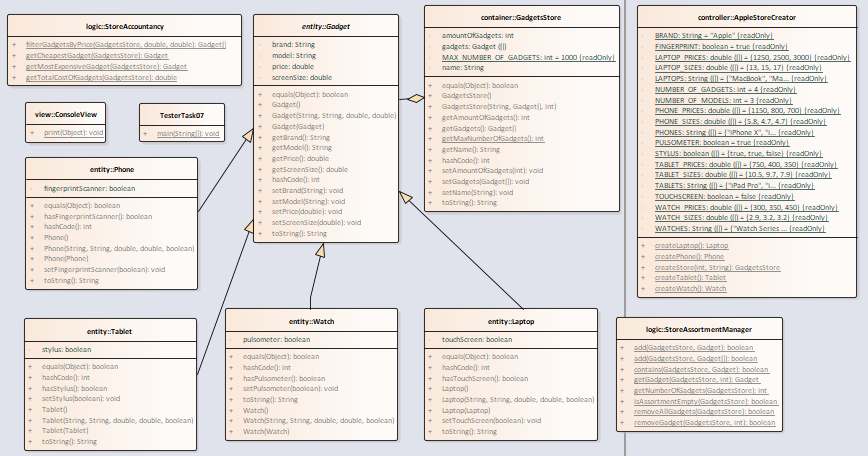 logic::StoreAccountancy
+ filterGadgetsByPrice(GadgetsStore, double, double): Gadget[]
+ getCheapestGadget(GadgetsStore): Gadget
+ getMostExpensiveGadget(GadgetsStore): Gadget
+ getTotalCostOfGadgets(GadgetsStore): double
view::ConsoleView
+ print(Object): void
TesterTask07
+ main(String[]): void
entity::Phone
- fingerprintScanner: boolean
+ equals(Object): boolean
+ hasFingerprintScanner(): boolean
+ hashCode(): int
+ Phone()
+ Phone(String, String, double, double, boolean)
+ Phone(Phone)
+ setFingerprintScanner(boolean): void
+ toString(): String
entity::Gadget
- brand: String
- model: String
- price: double
- screenSize: double
+ equals(Object): boolean
+ Gadget()
+ Gadget(String, String, double, double)
+ Gadget(Gadget)
+ getBrand(): String
+ getModel(): String
+ getPrice(): double
+ getScreenSize(): double
+ hashCode(): int
+ setBrand(String): void
+ setModel(String): void
+ setPrice(double): void
+ setScreenSize(double): void
+ toString(): String
container::GadgetsStore
- amountOfGadgets: int
- gadgets: Gadget ([])
- MAX_NUMBER_OF_GADGETS: int = 1000 {readOnly}
- name: String
+ equals(Object): boolean
+ GadgetsStore()
+ GadgetsStore(String, Gadget[], int)
+ getAmountOfGadgets(): int
+ getGadgets(): Gadget[]
+ getMaxNumberOfGadgets(): int
+ getName(): String
+ hashCode(): int
+ setAmountOfGadgets(int): void
+ setGadgets(Gadget[]): void
+ setName(String): void
+ toString(): String
controller::AppleStoreCreator
- BRAND: String = "Apple" {readOnly}
- FINGERPRINT: boolean = true {readOnly}
- LAPTOP_PRICES: double ([]) = {1250, 2500, 3000}
- LAPTOP_SIZES: double ([]) = {13, 15, 17} {readOnly}
- LAPTOPS: String ([]) = {"MacBook", "Ma... {readOnly}
- NUMBER_OF_GADGETS: int = 4 {readOnly}
- NUMBER_OF_MODELS: int = 3 {readOnly}
- PHONE_PRICES: double ([]) = {1150, 800, 700}
- PHONE_SIZES: double ([]) = {5.8, 4.7, 4.7} {readOnly}
- PHONES: String ([]) = {"iPhone X", "i... {readOnly}
- PULSOMETER: boolean = true {readOnly}
- STYLUS: boolean ([]) = {true, true, false} {readOnly}
- TABLET_PRICES: double ([]) = {750, 400, 350} {readOnly}
- TABLET_SIZES: double ([]) = {10.5, 9.7, 7.9} {readOnly}
- TABLETS: String ([]) = {"iPad Pro", "i... {readOnly}
- TOUCHSCREEN: boolean = false {readOnly}
- WATCH_PRICES: double ([]) = {300, 350, 450} {readOnly}
- WATCH_SIZES: double ([]) = {2.9, 3.2, 3.2} {readOnly}
- WATCHES: String ([]) = {"Watch Series ... {readOnly}
+ createLaptop(): Laptop
+ createPhone(): Phone
+ createStore(int, String): GadgetsStore
+ createTablet(): Tablet
+ createWatch(): Watch
entity::Tablet
- stylus: boolean
+ equals(Object): boolean
+ hashCode(): int
+ hasStylus(): boolean
+ setStylus(boolean): void
+ Tablet()
+ Tablet(String, String, double, double, boolean)
+ Tablet(Tablet)
+ toString(): String
entity::Watch
- pulsometer: boolean
+ equals(Object): boolean
+ hashCode(): int
+ hasPulsometer(): boolean
+ setPulsometer(boolean): void
+ toString(): String
+ Watch()
+ Watch(String, String, double, double, boolean)
+ Watch(Watch)
entity::Laptop
- touchScreen: boolean
+ equals(Object): boolean
+ hashCode(): int
+ hasTouchScreen(): boolean
+ Laptop()
+ Laptop(String, String, double, double, boolean)
+ Laptop(Laptop)
+ setTouchScreen(boolean): void
+ toString(): String
logic::StoreAssortmentManager
+ add(GadgetsStore, Gadget): boolean
+ add(GadgetsStore, Gadget[]): boolean
+ contains(GadgetsStore, Gadget): boolean
+ getGadget(GadgetsStore, int): Gadget
+ getNumberOfGadgets(GadgetsStore): int
+ isAssortmentEmpty(GadgetsStore): boolean
+ removeAllGadgets(GadgetsStore): boolean
+ removeGadget(GadgetsStore, int): boolean